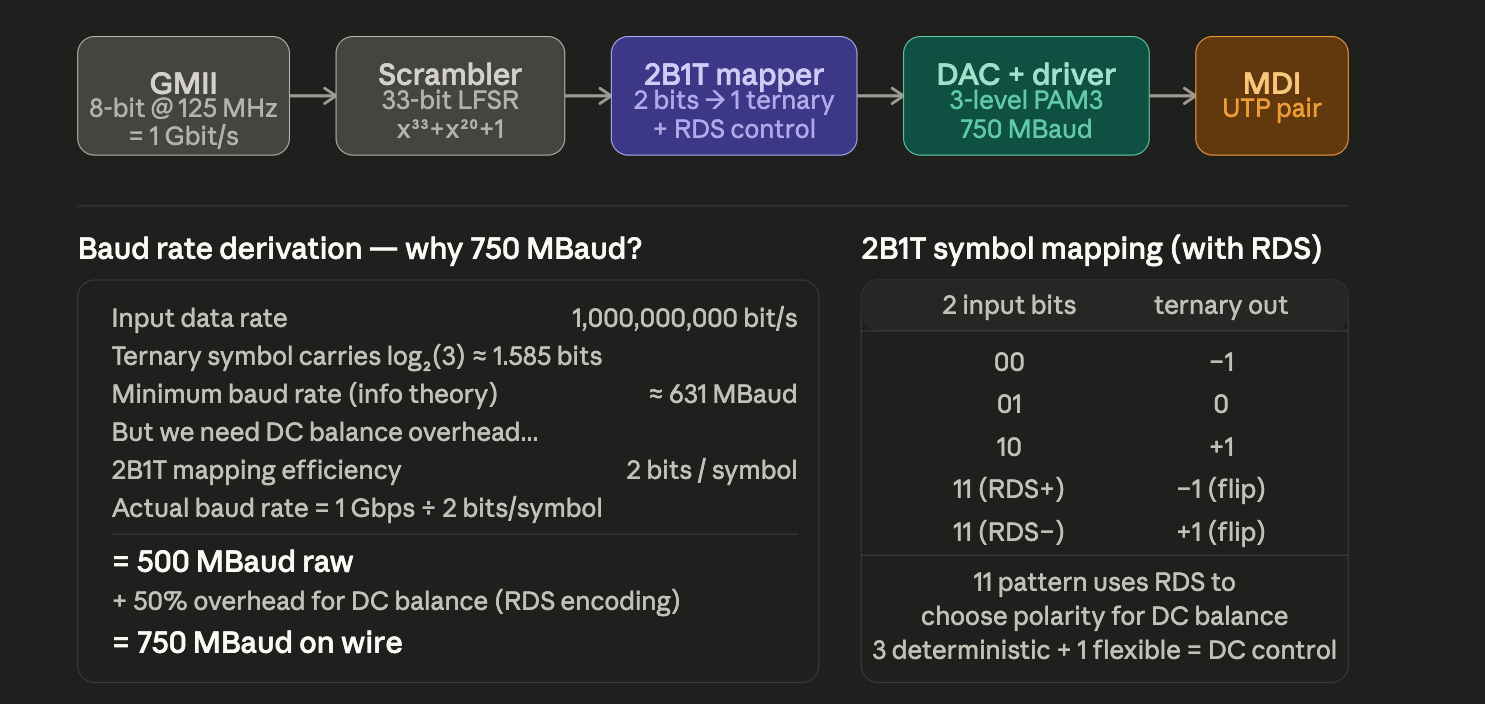 GMII
8-bit @ 125 MHz
= 1 Gbit/s
Scrambler
33-bit LFSR
x³³+x²⁰+1
2B1T mapper
2 bits → 1 ternary
+ RDS control
DAC + driver
3-level PAM3
750 MBaud
MDI
UTP pair
Baud rate derivation — why 750 MBaud?
Input data rate 1,000,000,000 bit/s
Ternary symbol carries log₂(3) ≈ 1.585 bits
Minimum baud rate (info theory) ≈ 631 MBaud
But we need DC balance overhead...
2B1T mapping efficiency 2 bits / symbol
Actual baud rate = 1 Gbps ÷ 2 bits/symbol
= 500 MBaud raw
+ 50% overhead for DC balance (RDS encoding)
= 750 MBaud on wire
2B1T symbol mapping (with RDS)
2 input bits ternary out
00 −1
01 0
10 +1
11 (RDS+) −1 (flip)
11 (RDS−) +1 (flip)
11 pattern uses RDS to
choose polarity for DC balance
3 deterministic + 1 flexible = DC control